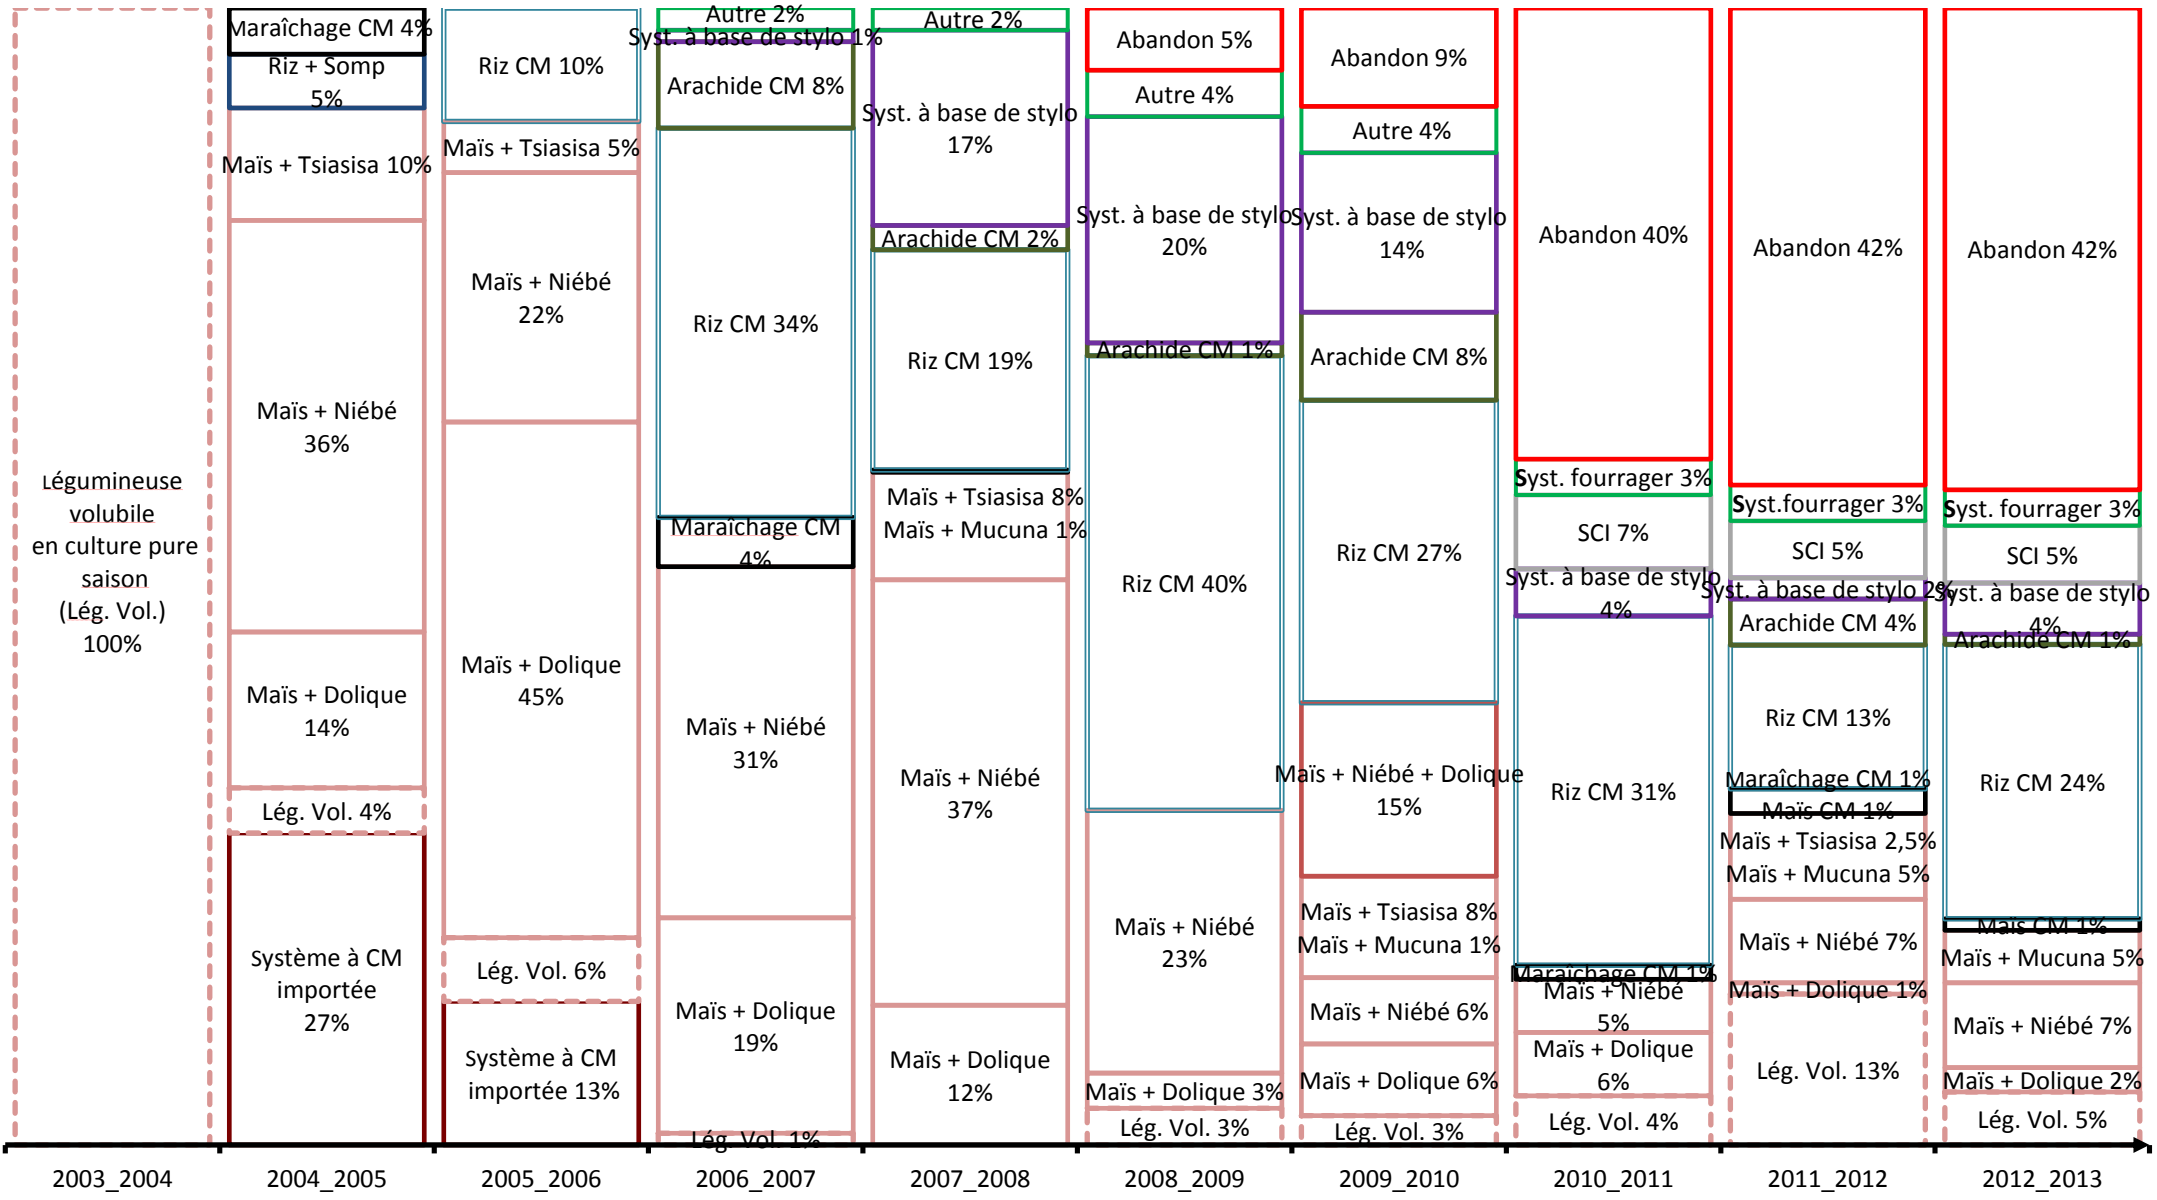 Légumineuse
volubile
en culture pure
saison
(Lég. Vol.)
100%
Maraîchage CM 4%
Riz + Somp
5%
Maïs + Tsiasisa 10%
Maïs + Niébé
36%
Maïs + Dolique
14%
Lég. Vol. 4%
Système à CM
importée
27%
Riz CM 10%
Maïs + Tsiasisa 5%
Maïs + Niébé
22%
Maïs + Dolique
45%
Lég. Vol. 6%
Système à CM
importée 13%
Autre 2%
Syst. à base de stylo 1%
Arachide CM 8%
Riz CM 34%
Maraîchage CM
4%
Maïs + Niébé
31%
Maïs + Dolique
19%
Lég. Vol. 1%
Autre 2%
Syst. à base de stylo
17%
Arachide CM 2%
Riz CM 19%
Maïs + Tsiasisa 8%
Maïs + Mucuna 1%
Maïs + Niébé
37%
Maïs + Dolique
12%
Abandon 5%
Autre 4%
Syst. à base de stylo
20%
Arachide CM 1%
Riz CM 40%
Maïs + Niébé
23%
Maïs + Dolique 3%
Lég. Vol. 3%
Abandon 9%
Autre 4%
Syst. à base de stylo
14%
Arachide CM 8%
Riz CM 27%
Maïs + Niébé + Dolique
15%
Maïs + Tsiasisa 8%
Maïs + Mucuna 1%
Maïs + Niébé 6%
Maïs + Dolique 6%
Lég. Vol. 3%
Abandon 40%
Syst. fourrager 3%
SCI 7%
Syst. à base de stylo
4%
Riz CM 31%
Maraîchage CM 1%
Maïs + Niébé
5%
Maïs + Dolique
6%
Lég. Vol. 4%
Abandon 42%
Syst.fourrager 3%
SCI 5%
Syst. à base de stylo 2%
Arachide CM 4%
Riz CM 13%
Maraîchage CM 1%
Maïs CM 1%
Maïs + Tsiasisa 2,5%
Maïs + Mucuna 5%
Maïs + Niébé 7%
Maïs + Dolique 1%
Lég. Vol. 13%
Abandon 42%
Syst. fourrager 3%
SCI 5%
Syst. à base de stylo
4%
Arachide CM 1%
Riz CM 24%
Maïs CM 1%
Maïs + Mucuna 5%
Maïs + Niébé 7%
Maïs + Dolique 2%
Lég. Vol. 5%
2003_2004
2004_2005
2005_2006
2006_2007
2007_2008
2008_2009
2009_2010
2010_2011
2011_2012
2012_2013